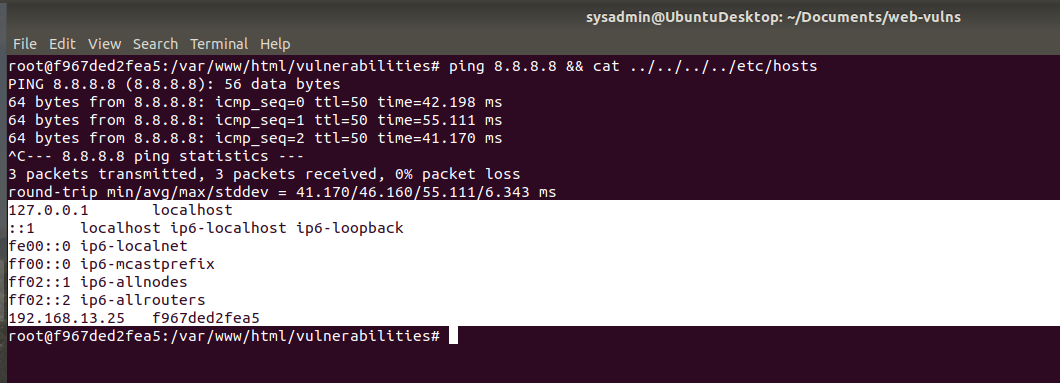 sysadmin@UbuntuDesktop: ~/Documents/web-vulns
File Edit View Search Terminal Help
root@f967ded2fea5:/var/www/html/vulnerabilities# ping 8.8.8.8 && cat ../../../../etc/hosts
PING 8.8.8.8 (8.8.8.8): 56 data bytes
64 bytes from 8.8.8.8: icmp_seq=0 ttl=50 time=42.198 ms
64 bytes from 8.8.8.8: icmp_seq=1 ttl=50 time=55.111 ms
64 bytes from 8.8.8.8: icmp_seq=2 ttl=50 time=41.170 ms
^C--- 8.8.8.8 ping statistics ---
3 packets transmitted, 3 packets received, 0% packet loss
round-trip min/avg/max/stddev = 41.170/46.160/55.111/6.343 ms
127.0.0.1       localhost
::1     localhost ip6-localhost ip6-loopback
fe00::0 ip6-localnet
ff00::0 ip6-mcastprefix
ff02::1 ip6-allnodes
ff02::2 ip6-allrouters
192.168.13.25   f967ded2fea5
root@f967ded2fea5:/var/www/html/vulnerabilities#